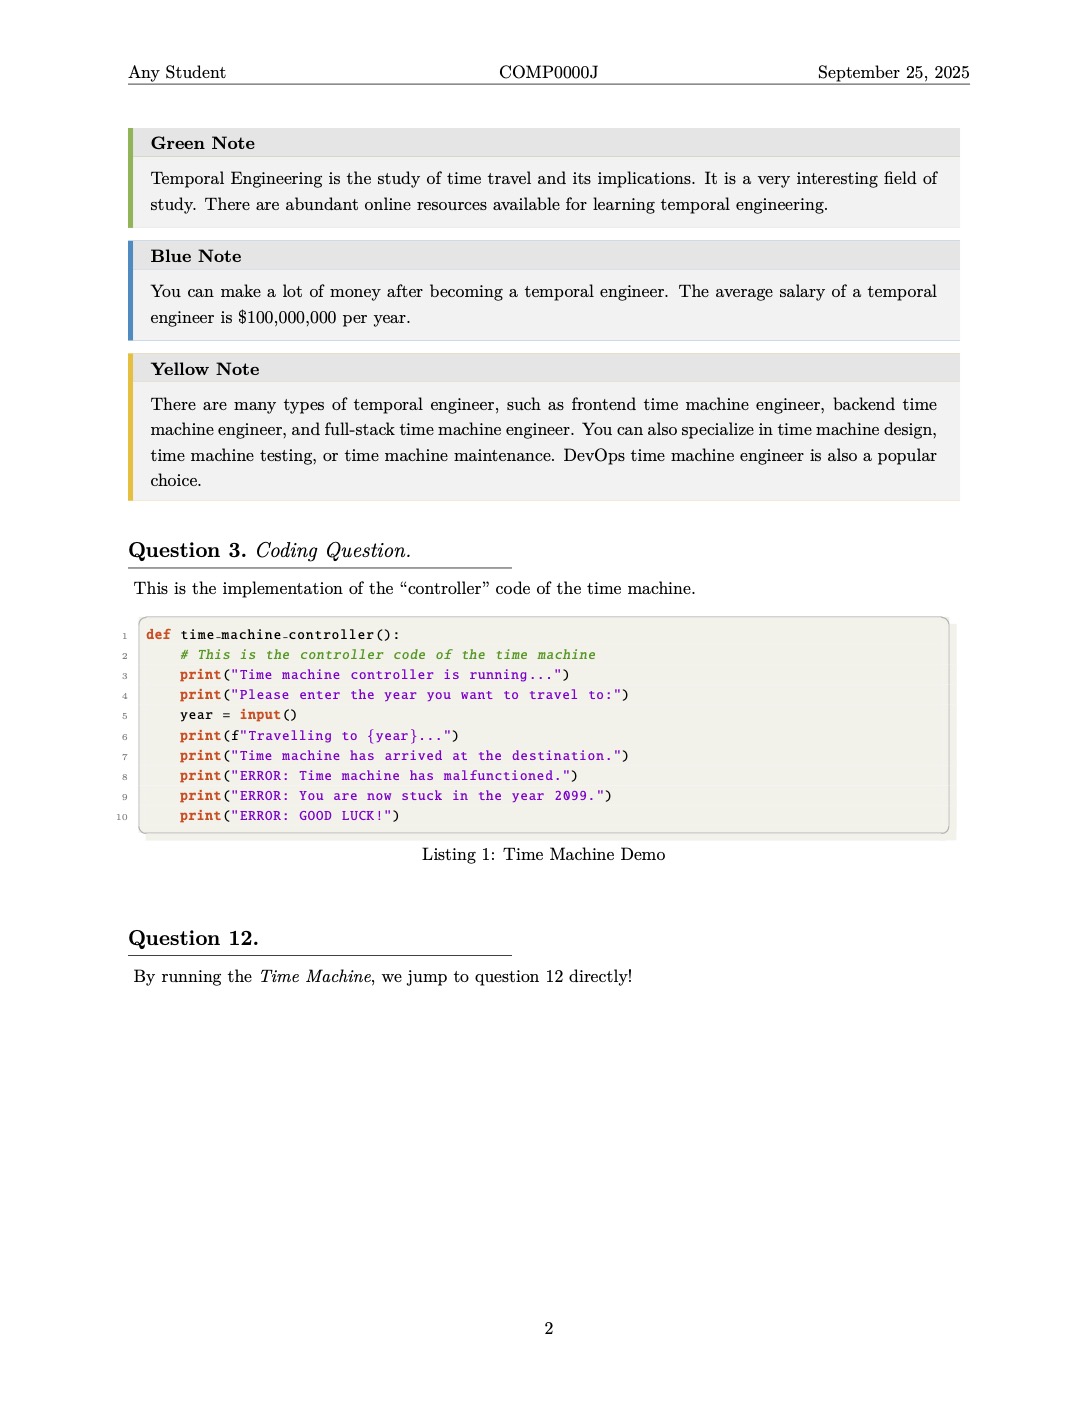 Any Student COMP0000J September 25, 2025
Green Note
Temporal Engineering is the study of time travel and its implications. It is a very interesting field of
study. There are abundant online resources available for learning temporal engineering.
Blue Note
You can make a lot of money after becoming a temporal engineer. The average salary of a temporal
engineer is $100,000,000 per year.
Yellow Note
There are many types of temporal engineer, such as frontend time machine engineer, backend time
machine engineer, and full-stack time machine engineer. You can also specialize in time machine design,
time machine testing, or time machine maintenance. DevOps time machine engineer is also a popular
choice.
Question 3. Coding Question.
This is the implementation of the “controller” code of the time machine.
1 def time_machine_controller():
2     # This is the controller code of the time machine
3     print("Time machine controller is running...")
4     print("Please enter the year you want to travel to:")
5     year = input()
6     print(f"Travelling to {year}...")
7     print("Time machine has arrived at the destination.")
8     print("ERROR: Time machine has malfunctioned.")
9     print("ERROR: You are now stuck in the year 2099.")
10     print("ERROR: GOOD LUCK!")
Listing 1: Time Machine Demo
Question 12.
By running the Time Machine, we jump to question 12 directly!
2